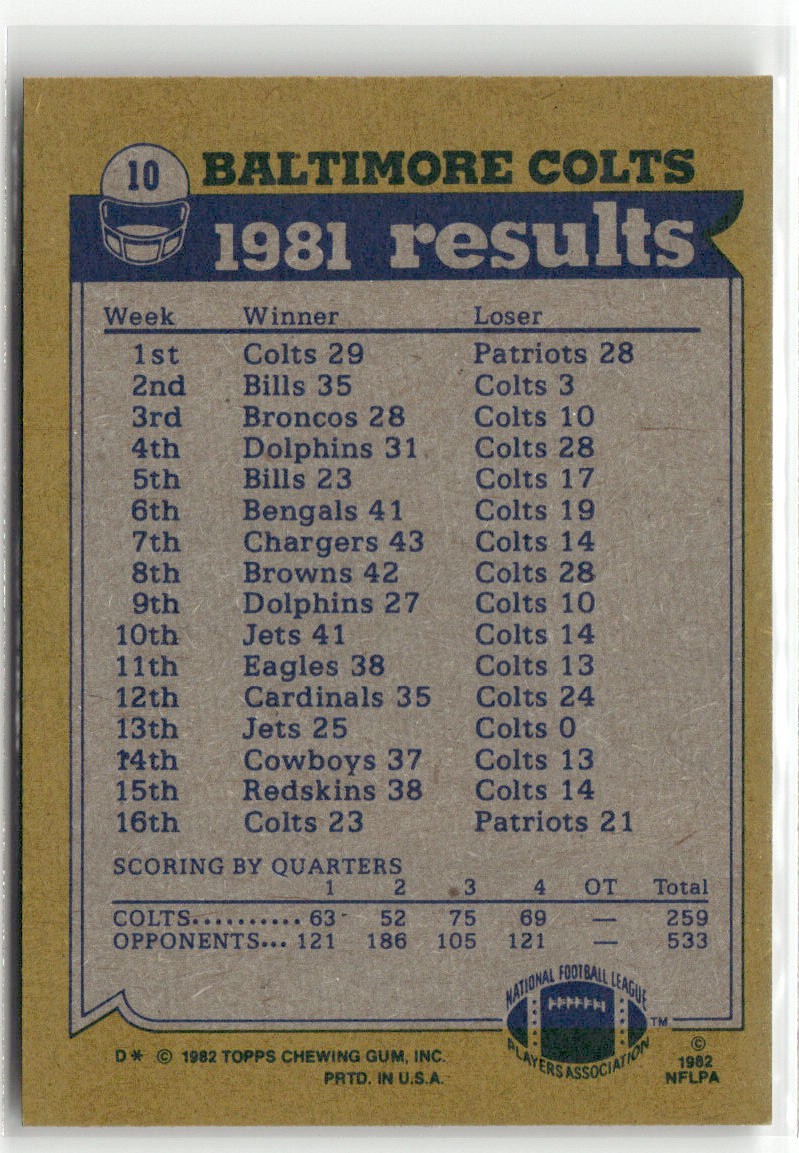 10 BALTIMORE COLTS
1981 results
Week Winner Loser
1st Colts 29 Patriots 28
2nd Bills 35 Colts 3
3rd Broncos 28 Colts 10
4th Dolphins 31 Colts 28
5th Bills 23 Colts 17
6th Bengals 41 Colts 19
7th Chargers 43 Colts 14
8th Browns 42 Colts 28
9th Dolphins 27 Colts 10
10th Jets 41 Colts 14
11th Eagles 38 Colts 13
12th Cardinals 35 Colts 24
13th Jets 25 Colts 0
14th Cowboys 37 Colts 13
15th Redskins 38 Colts 14
16th Colts 23 Patriots 21
SCORING BY QUARTERS
1 2 3 4 OT Total
COLTS.......... 63 52 75 69 — 259
OPPONENTS... 121 186 105 121 — 533
NATIONAL FOOTBALL LEAGUE
PLAYERS ASSOCIATION
TM
D* © 1982 TOPPS CHEWING GUM, INC.
PRTD. IN U.S.A.
©
1982
NFLPA